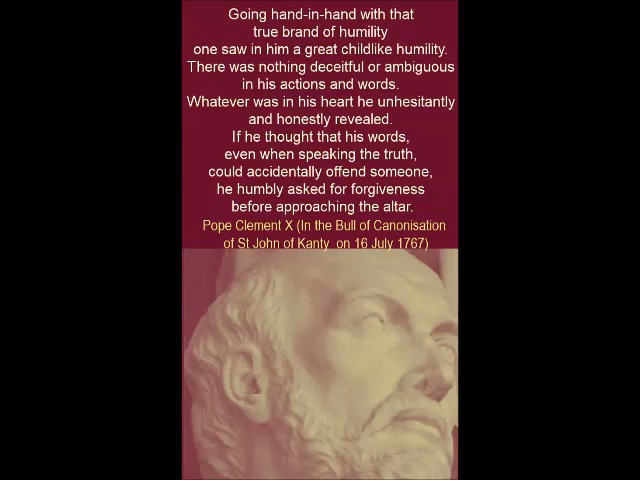 Going hand-in-hand with that
true brand of humility
one saw in him a great childlike humility.
There was nothing deceitful or ambiguous
in his actions and words.
Whatever was in his heart he unhesitantly
and honestly revealed.
If he thought that his words,
even when speaking the truth,
could accidentally offend someone,
he humbly asked for forgiveness
before approaching the altar.
Pope Clement X (In the Bull of Canonisation
of St John of Kanty on 16 July 1767)